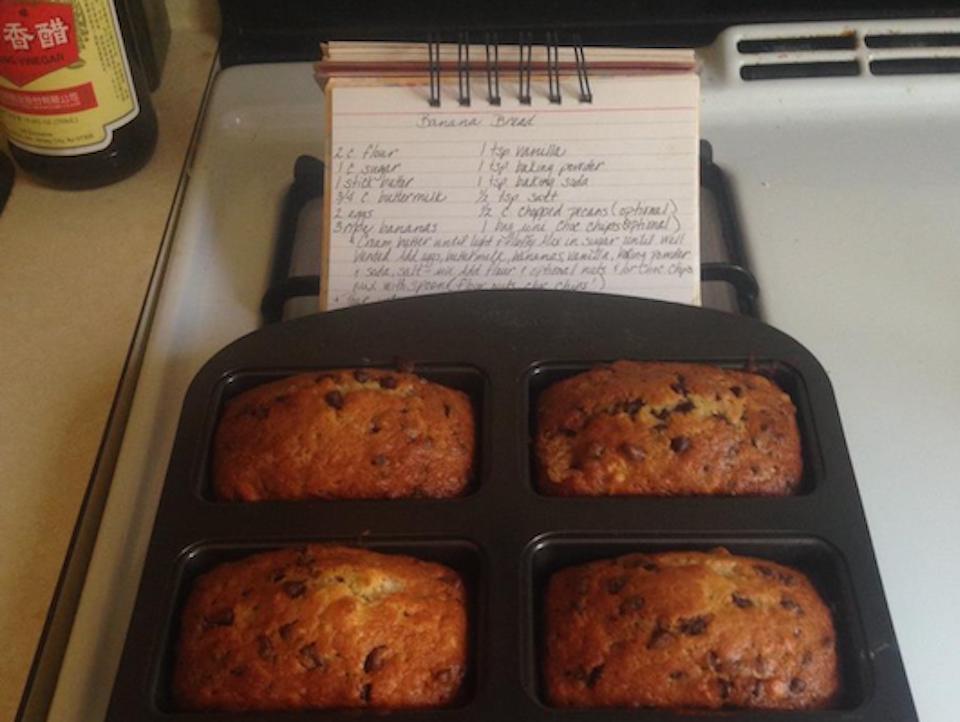 香醋
VINEGAR
Banana Bread
2 c. flour 1 tsp vanilla
1 c. sugar 1 tsp. baking powder
1 stick buter 1 tsp. baking soda
3/4 c. buttermilk ½ tsp. salt
2 eggs ½ c. chopped pecans (optional)
3 ripe bananas 1 bag mini choc chips (optional)
* Cream butter until light & fluffy. Mix in sugar until well
blended. Add eggs, buttermilk, bananas, vanilla, baking powder
& soda, salt - mix. Add flour & optional nuts &/or choc chips
mix with spoon (flour, nuts, choc chips!)